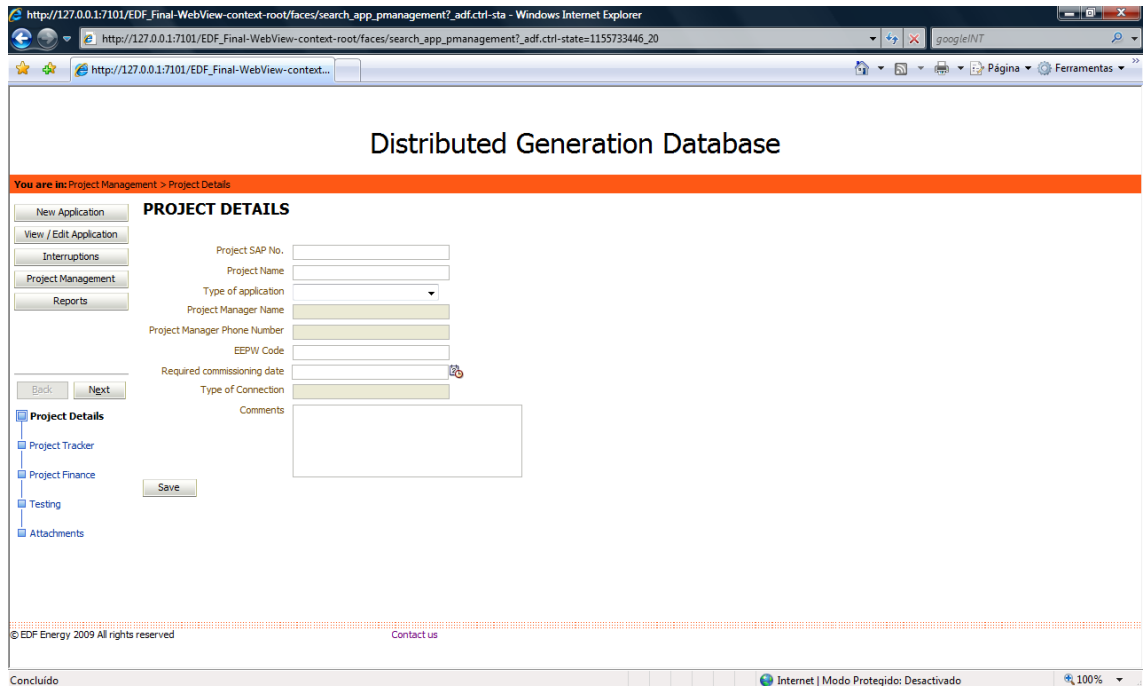 http://127.0.0.1:7101/EDF_Final-WebView-context-root/faces/search_app_pmanagement?_adf.ctrl-sta - Windows Internet Explorer
http://127.0.0.1:7101/EDF_Final-WebView-context-root/faces/search_app_pmanagement?_adf.ctrl-state=1155733446_20
googleINT
http://127.0.0.1:7101/EDF_Final-WebView-context...
Página
Ferramentas
Distributed Generation Database
You are in: Project Management > Project Details
New Application
View / Edit Application
Interruptions
Project Management
Reports
Back
Next
Project Details
Project Tracker
Project Finance
Testing
Attachments
PROJECT DETAILS
Project SAP No.
Project Name
Type of application
Project Manager Name
Project Manager Phone Number
EEPW Code
Required commissioning date
Type of Connection
Comments
Save
© EDF Energy 2009 All rights reserved
Contact us
Concluído
Internet | Modo Protegido: Desactivado
100%